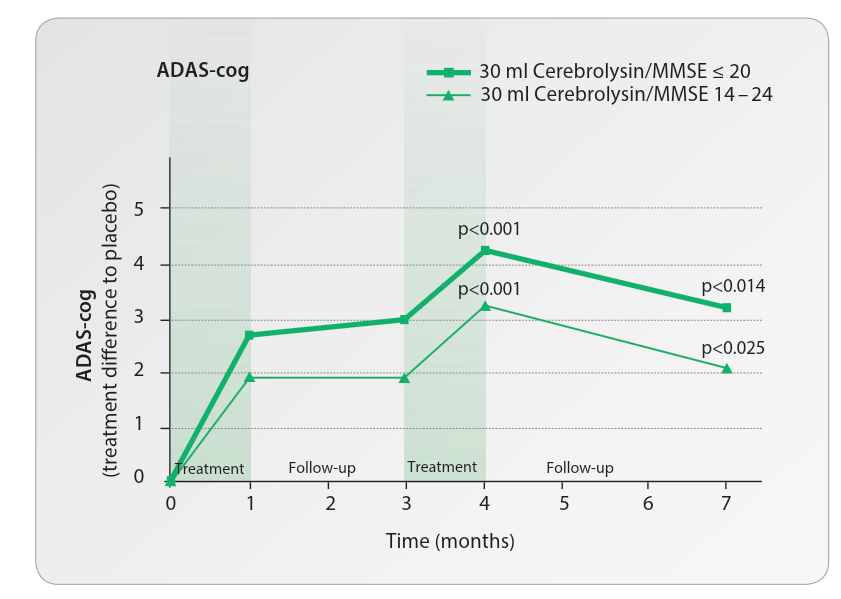 ADAS-cog
30 ml Cerebrolysin/MMSE ≤ 20
30 ml Cerebrolysin/MMSE 14–24
ADAS-cog
(treatment difference to placebo)
5
4
3
2
1
0
p<0.001
p<0.001
p<0.014
p<0.025
Treatment
Follow-up
Treatment
Follow-up
0 1 2 3 4 5 6 7
Time (months)